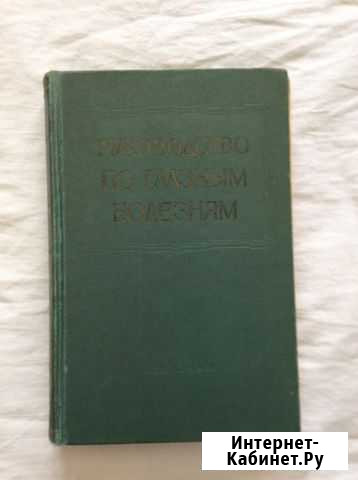 РУКОВОДСТВО
ПО ГЛАЗНЫМ
БОЛЕЗНЯМ
Интернет-
Кабинет.Ру